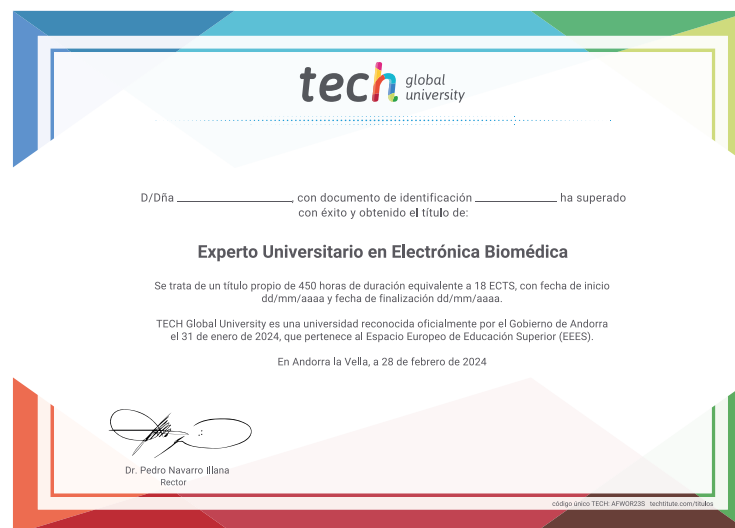 tech global
university
D/Dña ______________, con documento de identificación __________ ha superado
con éxito y obtenido el título de:
Experto Universitario en Electrónica Biomédica
Se trata de un título propio de 450 horas de duración equivalente a 18 ECTS, con fecha de inicio
dd/mm/aaaa y fecha de finalización dd/mm/aaaa.
TECH Global University es una universidad reconocida oficialmente por el Gobierno de Andorra
el 31 de enero de 2024, que pertenece al Espacio Europeo de Educación Superior (EEES).
En Andorra la Vella, a 28 de febrero de 2024
Dr. Pedro Navarro Illana
Rector
código único TECH: AFWOR23S techtitute.com/titulos